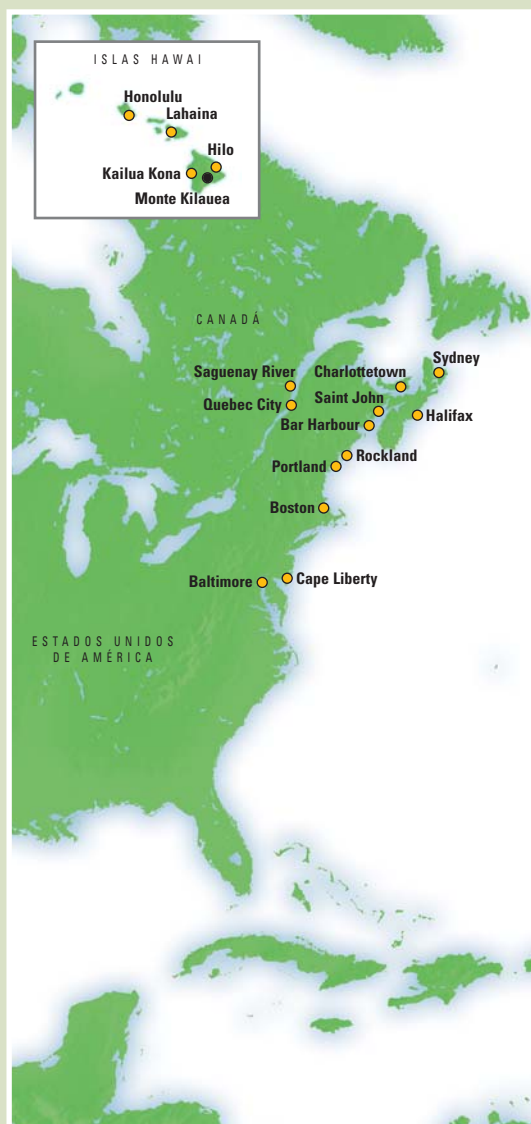 ISLAS HAWAI
Honolulu
Lahaina
Hilo
Kailua Kona
Monte Kilauea
CANADÁ
Sydney
Saguenay River
Charlottetown
Quebec City
Saint John
Halifax
Bar Harbour
Rockland
Portland
Boston
Baltimore
Cape Liberty
ESTADOS UNIDOS
DE AMÉRICA